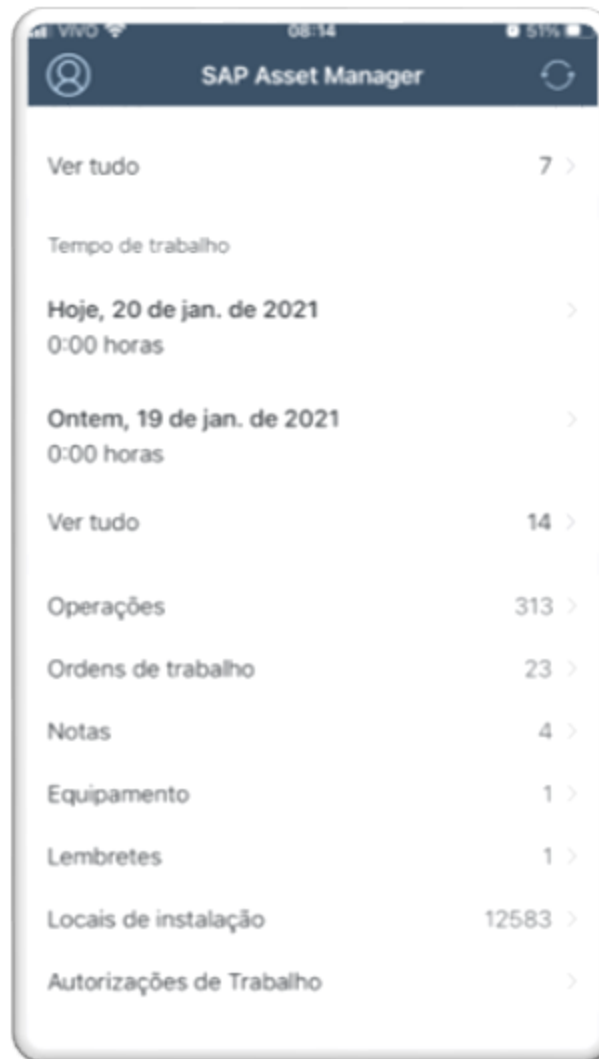 VIVO 08:14 51%
SAP Asset Manager
Ver tudo 7
Tempo de trabalho
Hoje, 20 de jan. de 2021
0:00 horas
Ontem, 19 de jan. de 2021
0:00 horas
Ver tudo 14
Operações 313
Ordens de trabalho 23
Notas 4
Equipamento 1
Lembretes 1
Locais de instalação 12583
Autorizações de Trabalho